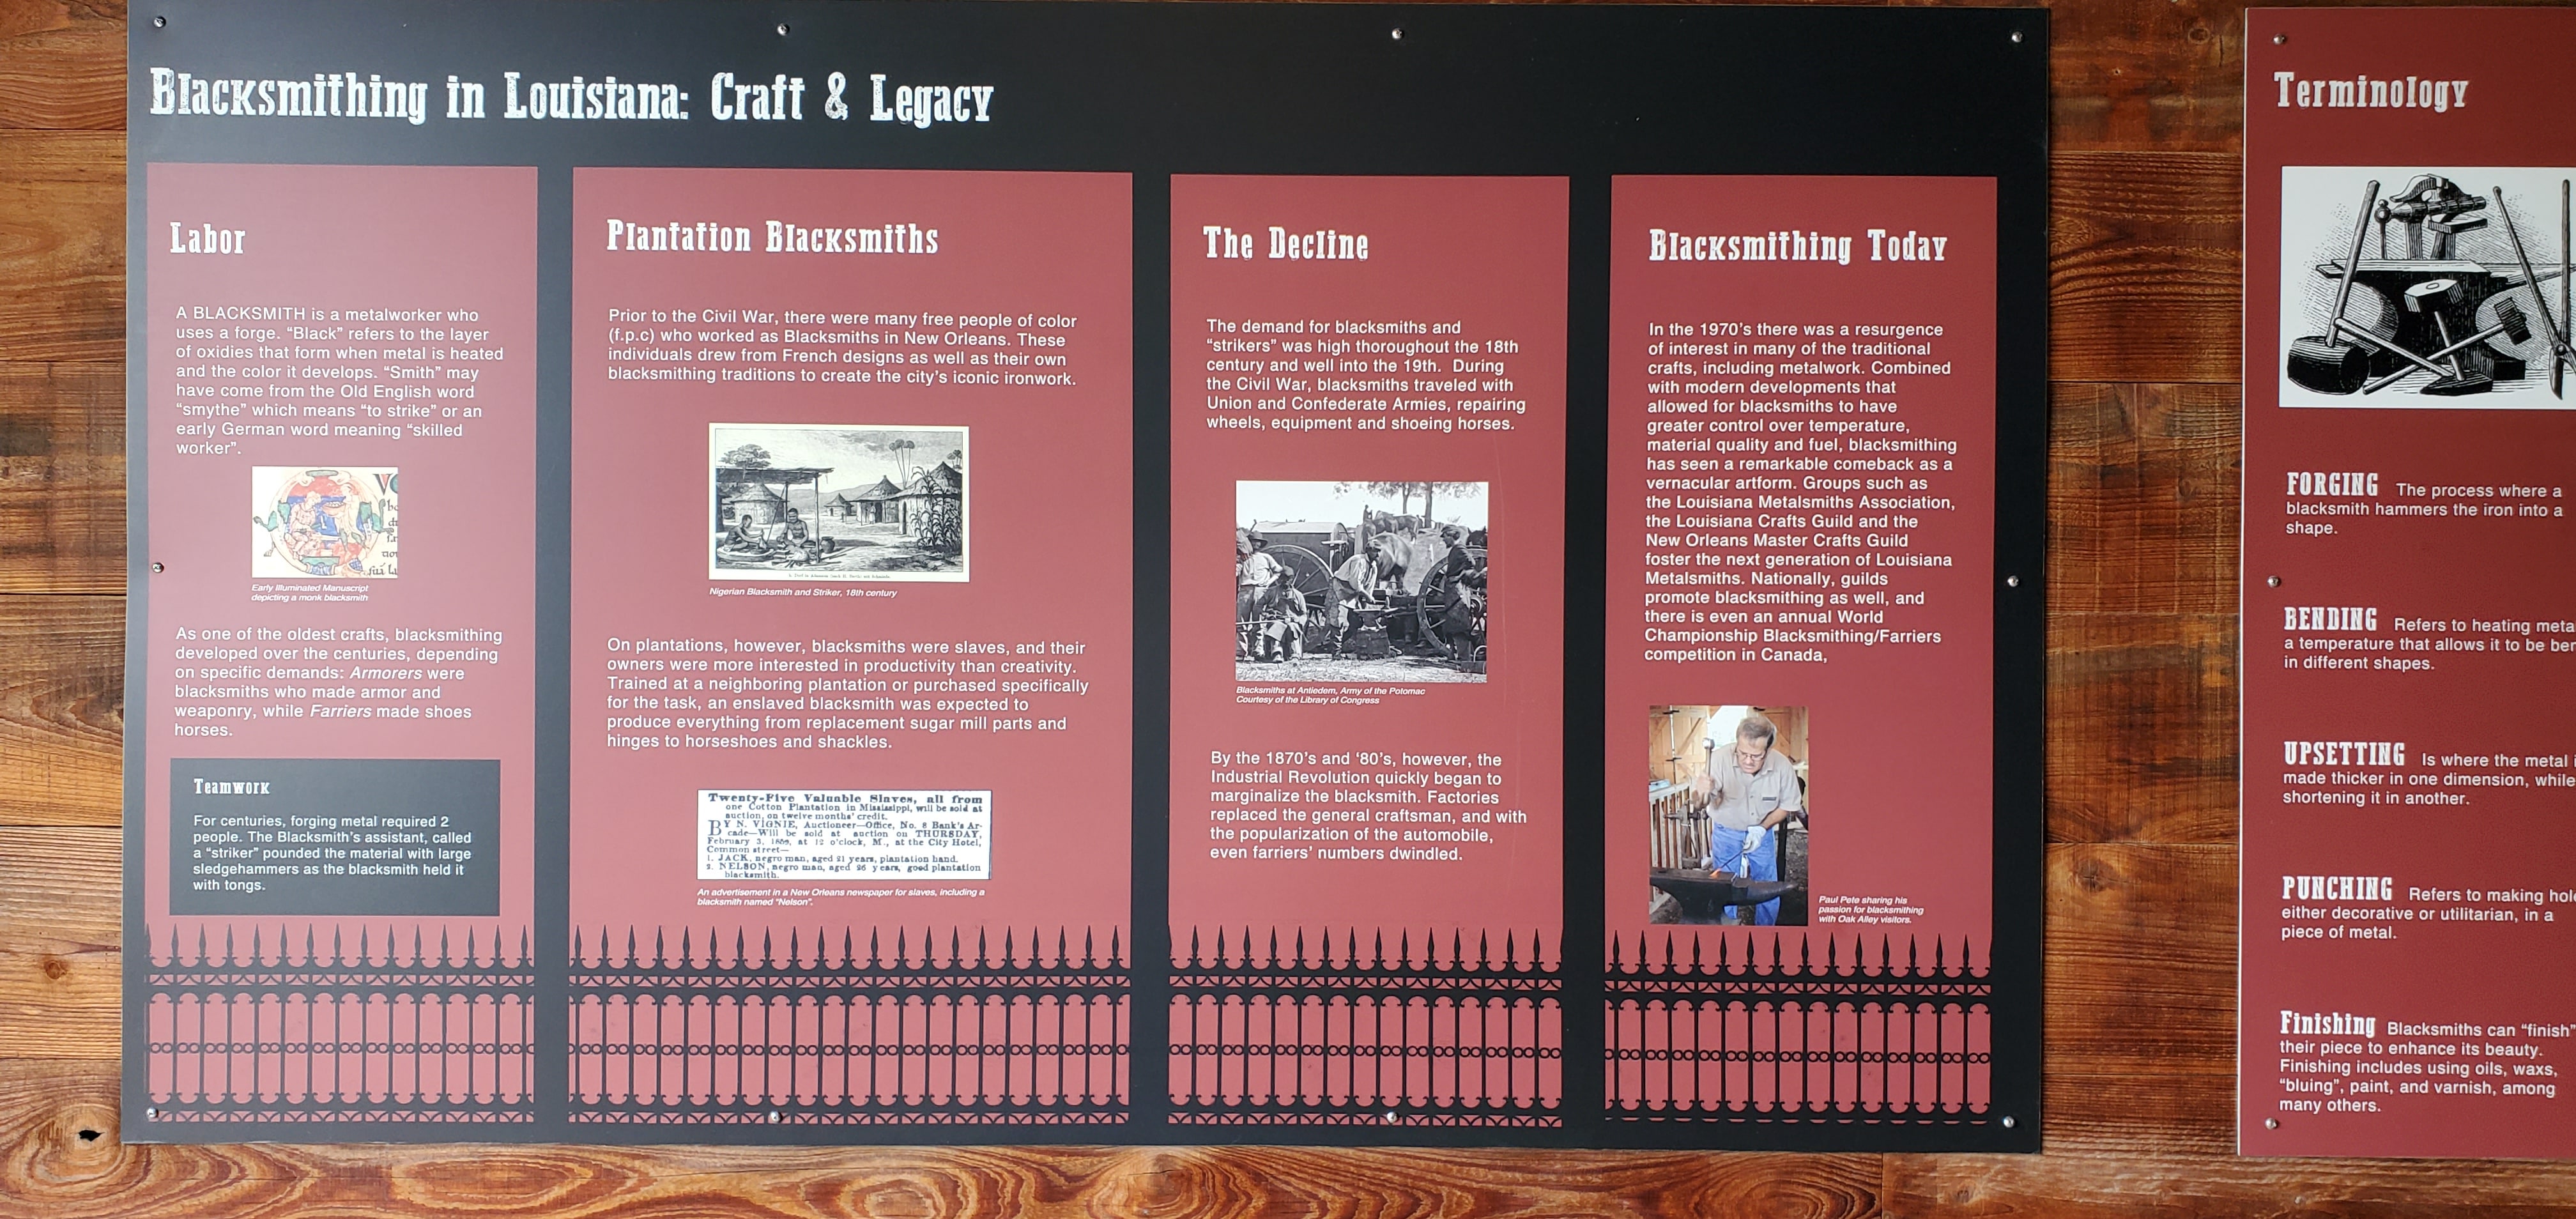 Blacksmithing in Louisiana: Craft & Legacy
Labor
A BLACKSMITH is a metalworker who
uses a forge. “Black” refers to the layer
of oxidies that form when metal is heated
and the color it develops. “Smith” may
have come from the Old English word
“smythe” which means “to strike” or an
early German word meaning “skilled
worker”.
Early Illuminated Manuscript
depicting a monk blacksmith
As one of the oldest crafts, blacksmithing
developed over the centuries, depending
on specific demands: Armorers were
blacksmiths who made armor and
weaponry, while Farriers made shoes
horses.
Teamwork
For centuries, forging metal required 2
people. The Blacksmith’s assistant, called
a “striker” pounded the material with large
sledgehammers as the blacksmith held it
with tongs.
Plantation Blacksmiths
Prior to the Civil War, there were many free people of color
(f.p.c) who worked as Blacksmiths in New Orleans. These
individuals drew from French designs as well as their own
blacksmithing traditions to create the city’s iconic ironwork.
Nigerian Blacksmith and Striker, 18th century
On plantations, however, blacksmiths were slaves, and their
owners were more interested in productivity than creativity.
Trained at a neighboring plantation or purchased specifically
for the task, an enslaved blacksmith was expected to
produce everything from replacement sugar mill parts and
hinges to horseshoes and shackles.
Twenty-Five Valuable Slaves, all from
one Cotton Plantation in Mississippi, will be sold at
auction, on twelve months’ credit.
BY N. VIGNIE, Auctioneer—Office, No. 8 Bank’s Ar-
cade—Will be sold at auction on THURSDAY,
February 3, 1859, at 12 o’clock, M., at the City Hotel,
Common street—
1. JACK, negro man, aged 21 years, plantation hand.
2. NELSON, negro man, aged 26 years, good plantation
blacksmith.
An advertisement in a New Orleans newspaper for slaves, including a
blacksmith named “Nelson”.
The Decline
The demand for blacksmiths and
“strikers” was high thoroughout the 18th
century and well into the 19th. During
the Civil War, blacksmiths traveled with
Union and Confederate Armies, repairing
wheels, equipment and shoeing horses.
Blacksmiths at Antiedem, Army of the Potomac
Courtesy of the Library of Congress
By the 1870’s and ‘80’s, however, the
Industrial Revolution quickly began to
marginalize the blacksmith. Factories
replaced the general craftsman, and with
the popularization of the automobile,
even farriers’ numbers dwindled.
Blacksmithing Today
In the 1970’s there was a resurgence
of interest in many of the traditional
crafts, including metalwork. Combined
with modern developments that
allowed for blacksmiths to have
greater control over temperature,
material quality and fuel, blacksmithing
has seen a remarkable comeback as a
vernacular artform. Groups such as
the Louisiana Metalsmiths Association,
the Louisiana Crafts Guild and the
New Orleans Master Crafts Guild
foster the next generation of Louisiana
Metalsmiths. Nationally, guilds
promote blacksmithing as well, and
there is even an annual World
Championship Blacksmithing/Farriers
competition in Canada,
Paul Pete sharing his
passion for blacksmithing
with Oak Alley visitors.
Terminology
FORGING The process where a
blacksmith hammers the iron into a
shape.
BENDING Refers to heating meta
a temperature that allows it to be ben
in different shapes.
UPSETTING Is where the metal i
made thicker in one dimension, while
shortening it in another.
PUNCHING Refers to making hol
either decorative or utilitarian, in a
piece of metal.
Finishing Blacksmiths can “finish”
their piece to enhance its beauty.
Finishing includes using oils, waxs,
“bluing”, paint, and varnish, among
many others.